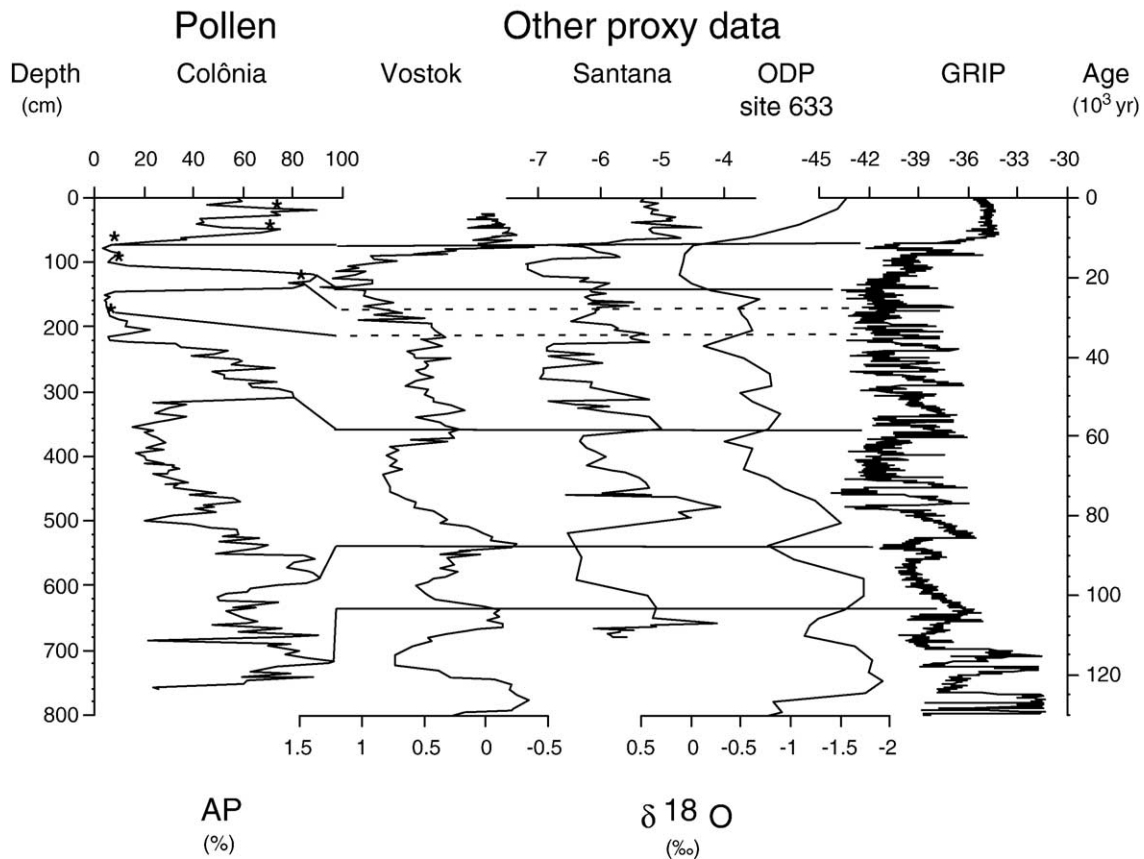 Pollen Other proxy data
Depth Colônia Vostok Santana ODP GRIP Age
(cm) site 633 (10³ yr)
0 20 40 60 80 100 -7 -6 -5 -4 -45 -42 -39 -36 -33 -30
0 0
100
20
200
40
300
60
400
500 80
600 100
700
120
800
1.5 1 0.5 0 -0.5 0.5 0 -0.5 -1 -1.5 -2
AP δ 18 O
(%) (‰)